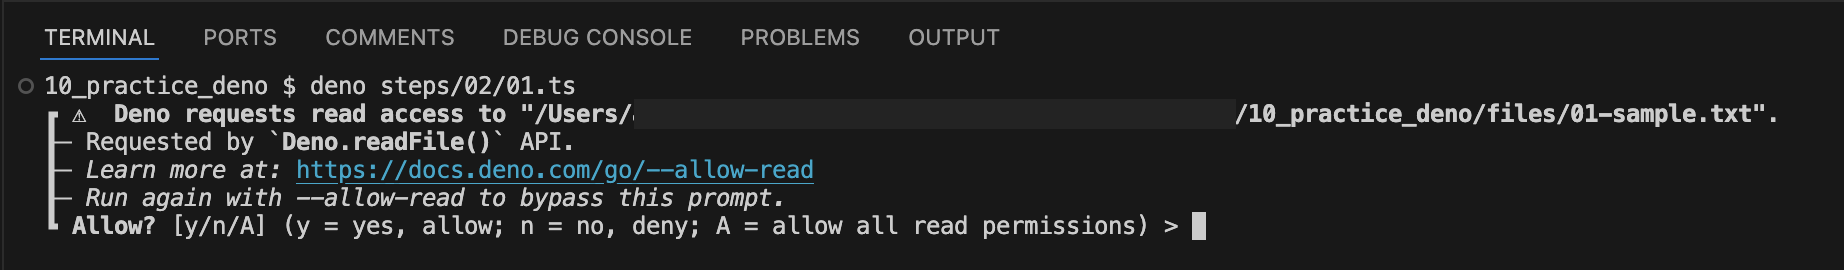 TERMINAL PORTS COMMENTS DEBUG CONSOLE PROBLEMS OUTPUT
10_practice_deno $ deno steps/02/01.ts
⚠ Deno requests read access to "/Users/ /10_practice_deno/files/01-sample.txt".
Requested by `Deno.readFile()` API.
Learn more at: https://docs.deno.com/go/--allow-read
Run again with --allow-read to bypass this prompt.
Allow? [y/n/A] (y = yes, allow; n = no, deny; A = allow all read permissions) >